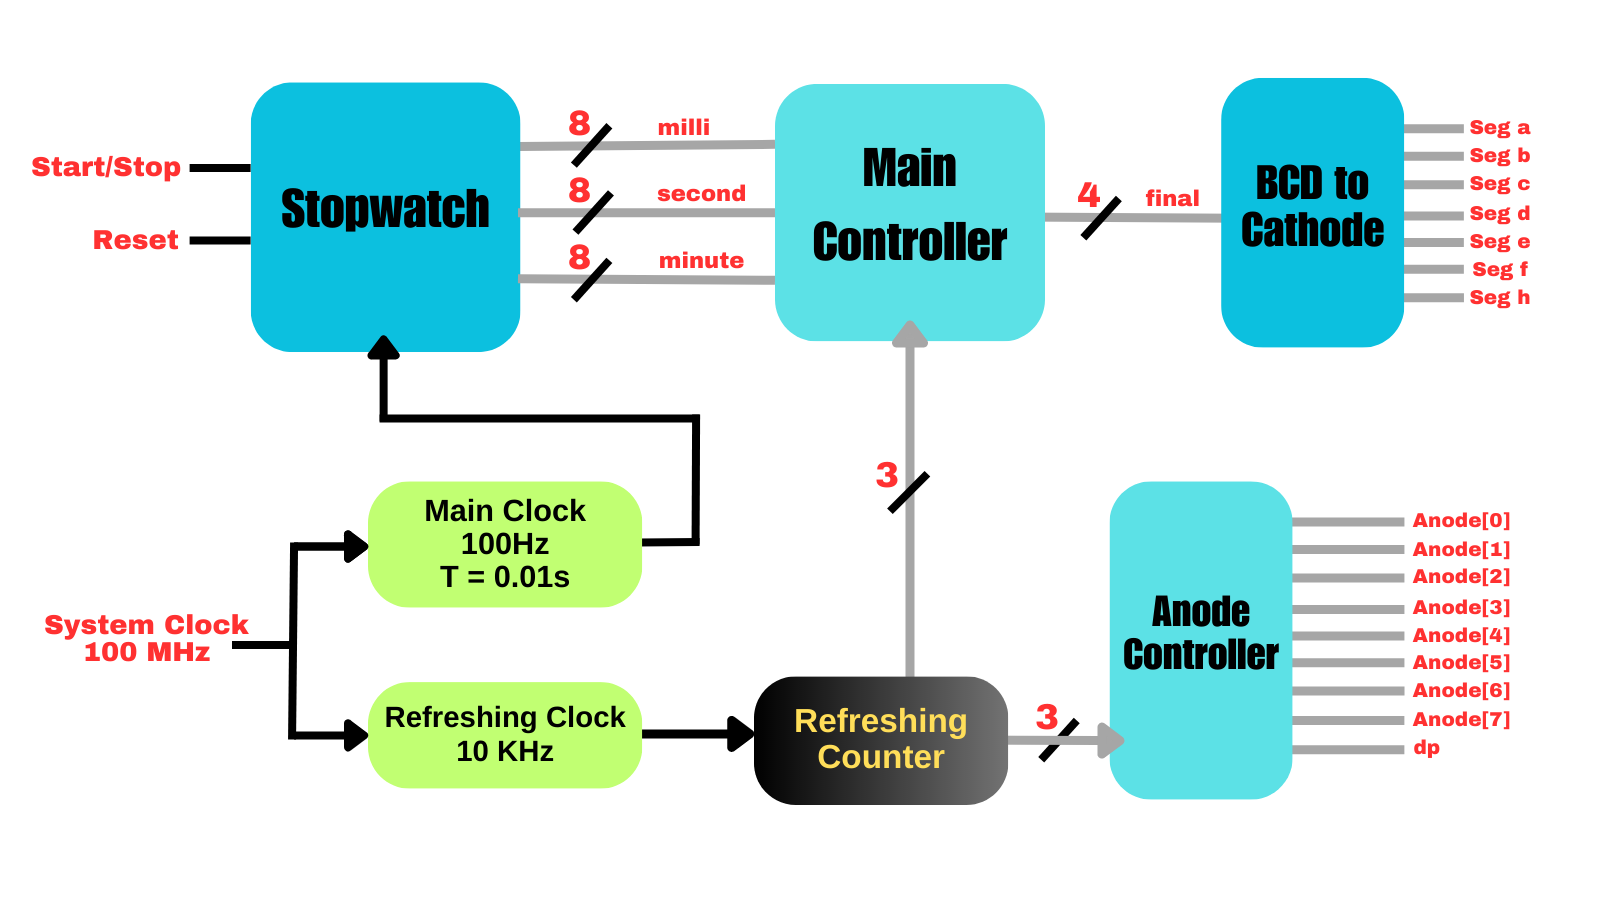 Start/Stop
Reset
Stopwatch
8
milli
8
second
8
minute
Main
Controller
4
final
BCD to
Cathode
Seg a
Seg b
Seg c
Seg d
Seg e
Seg f
Seg h
System Clock
100 MHz
Main Clock
100Hz
T = 0.01s
Refreshing Clock
10 KHz
3
Refreshing
Counter
3
Anode
Controller
Anode[0]
Anode[1]
Anode[2]
Anode[3]
Anode[4]
Anode[5]
Anode[6]
Anode[7]
dp